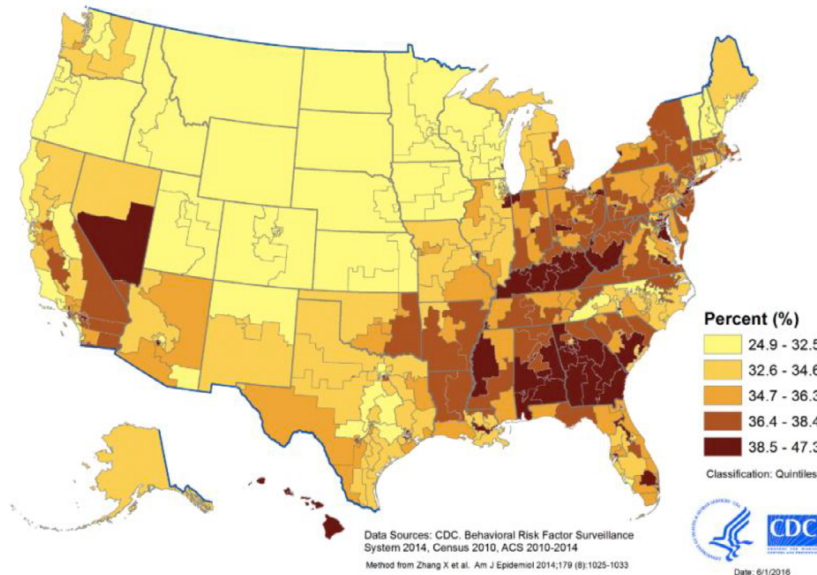 Percent (%)
24.9 - 32.5
32.6 - 34.6
34.7 - 36.3
36.4 - 38.4
38.5 - 47.3
Classification: Quintiles
CDC
Data Sources: CDC. Behavioral Risk Factor Surveillance
System 2014, Census 2010, ACS 2010-2014
Method from Zhang X et al. Am J Epidemiol 2014;179 (8):1025-1033
Date: 6/1/2016